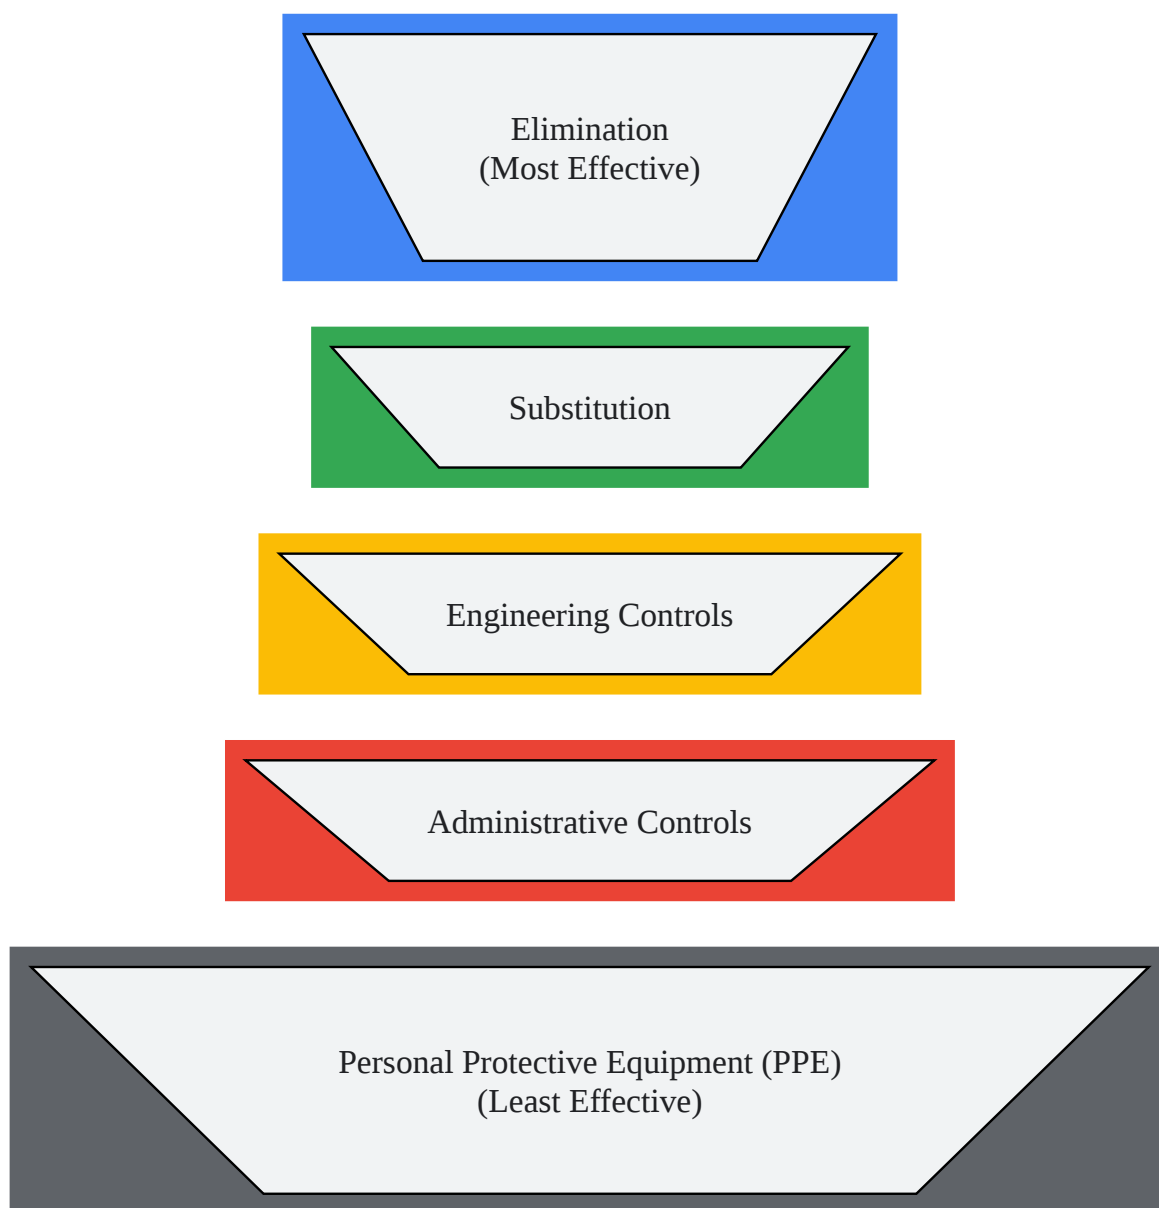 Elimination
(Most Effective)
Substitution
Engineering Controls
Administrative Controls
Personal Protective Equipment (PPE)
(Least Effective)